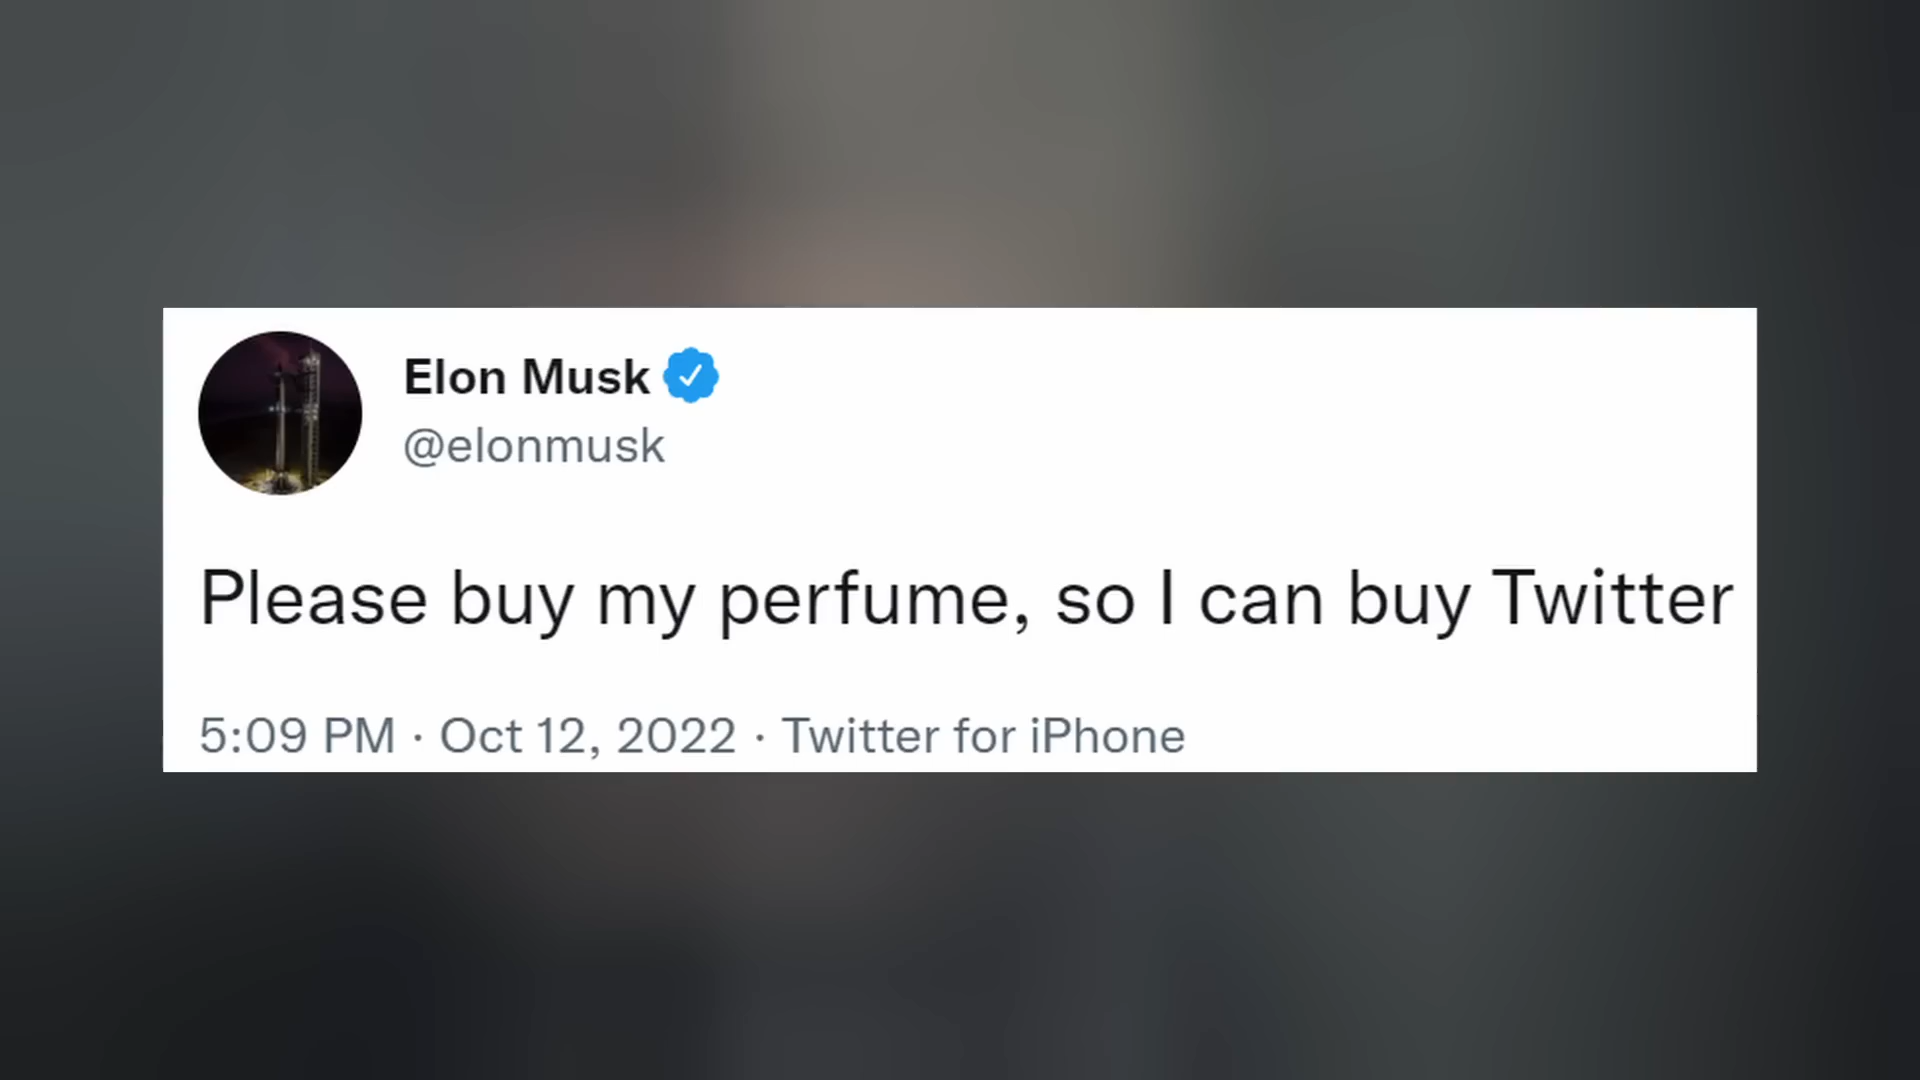 Elon Musk
@elonmusk
Please buy my perfume, so I can buy Twitter
5:09 PM · Oct 12, 2022 · Twitter for iPhone